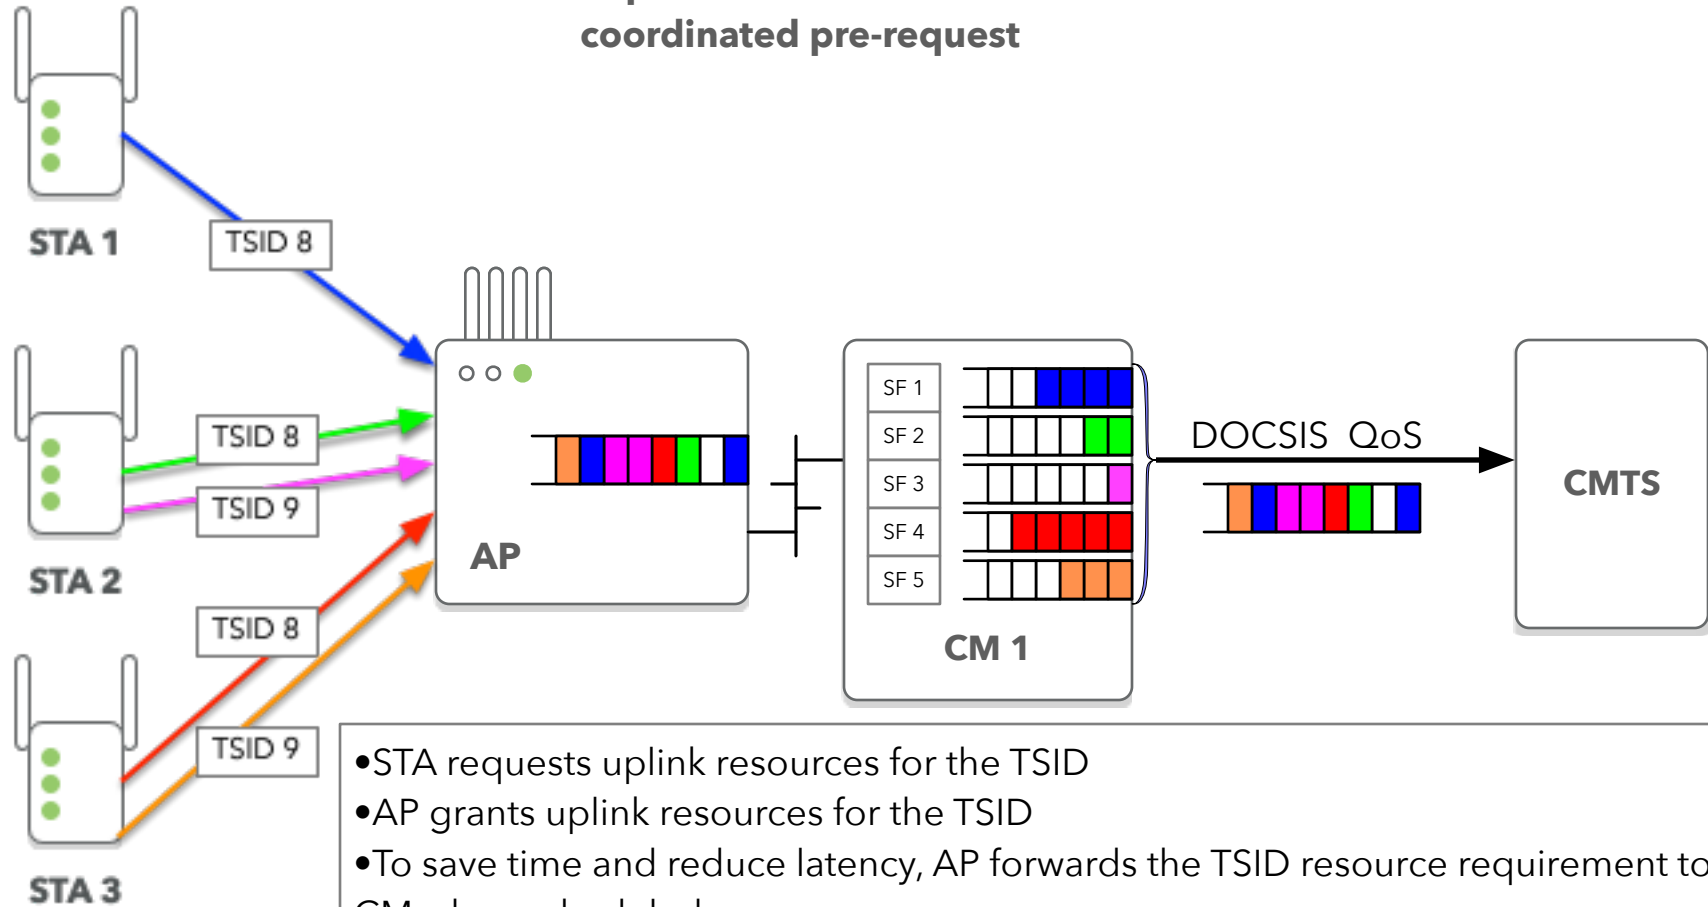 coordinated pre-request
STA 1
TSID 8
STA 2
TSID 8
TSID 9
STA 3
TSID 8
TSID 9
AP
SF 1
SF 2
SF 3
SF 4
SF 5
CM 1
DOCSIS QoS
CMTS
•STA requests uplink resources for the TSID
•AP grants uplink resources for the TSID
•To save time and reduce latency, AP forwards the TSID resource requirement to